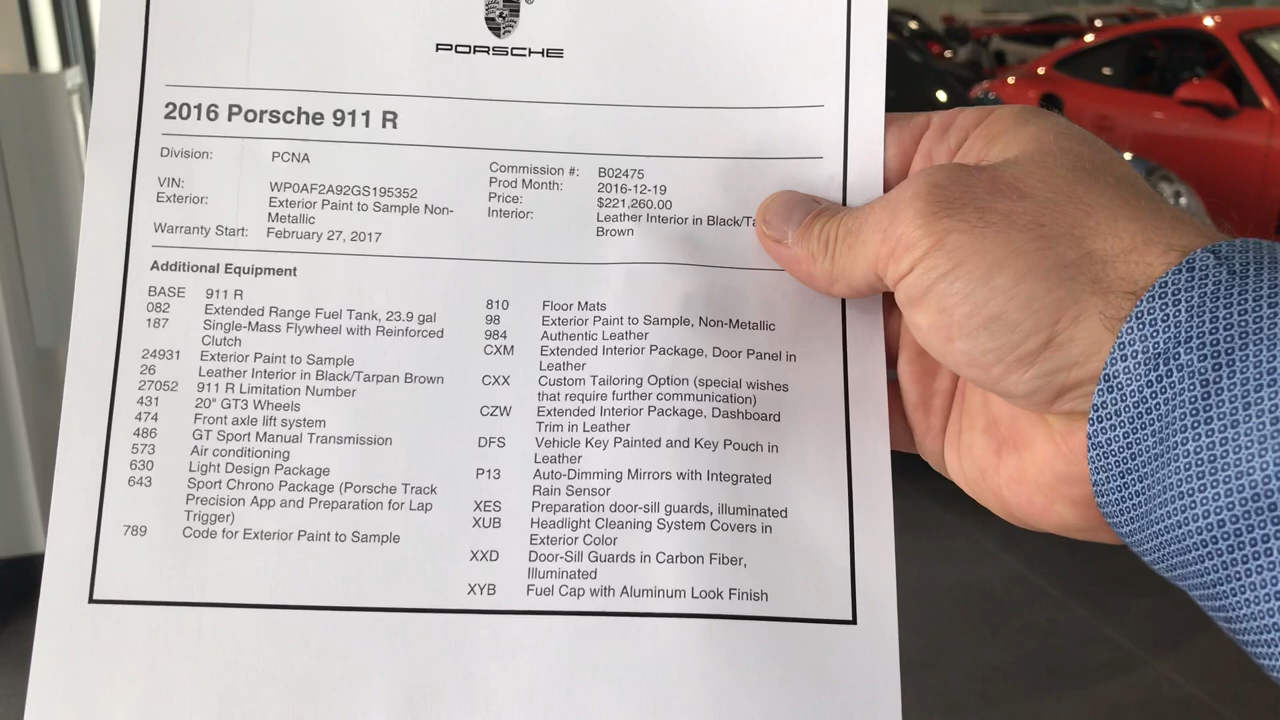 PORSCHE
2016 Porsche 911 R
Division: PCNA
VIN: WP0AF2A92GS195352
Exterior: Exterior Paint to Sample Non-
Metallic
Warranty Start: February 27, 2017
Commission #: B02475
Prod Month: 2016-12-19
Price: $221,260.00
Interior: Leather Interior in Black/Ta
Brown
Additional Equipment
BASE 911 R
082 Extended Range Fuel Tank, 23.9 gal
187 Single-Mass Flywheel with Reinforced
Clutch
24931 Exterior Paint to Sample
26 Leather Interior in Black/Tarpan Brown
27052 911 R Limitation Number
431 20" GT3 Wheels
474 Front axle lift system
486 GT Sport Manual Transmission
573 Air conditioning
630 Light Design Package
643 Sport Chrono Package (Porsche Track
Precision App and Preparation for Lap
Trigger)
789 Code for Exterior Paint to Sample
810 Floor Mats
98 Exterior Paint to Sample, Non-Metallic
984 Authentic Leather
CXM Extended Interior Package, Door Panel in
Leather
CXX Custom Tailoring Option (special wishes
that require further communication)
CZW Extended Interior Package, Dashboard
Trim in Leather
DFS Vehicle Key Painted and Key Pouch in
Leather
P13 Auto-Dimming Mirrors with Integrated
Rain Sensor
XES Preparation door-sill guards, illuminated
XUB Headlight Cleaning System Covers in
Exterior Color
XXD Door-Sill Guards in Carbon Fiber,
Illuminated
XYB Fuel Cap with Aluminum Look Finish